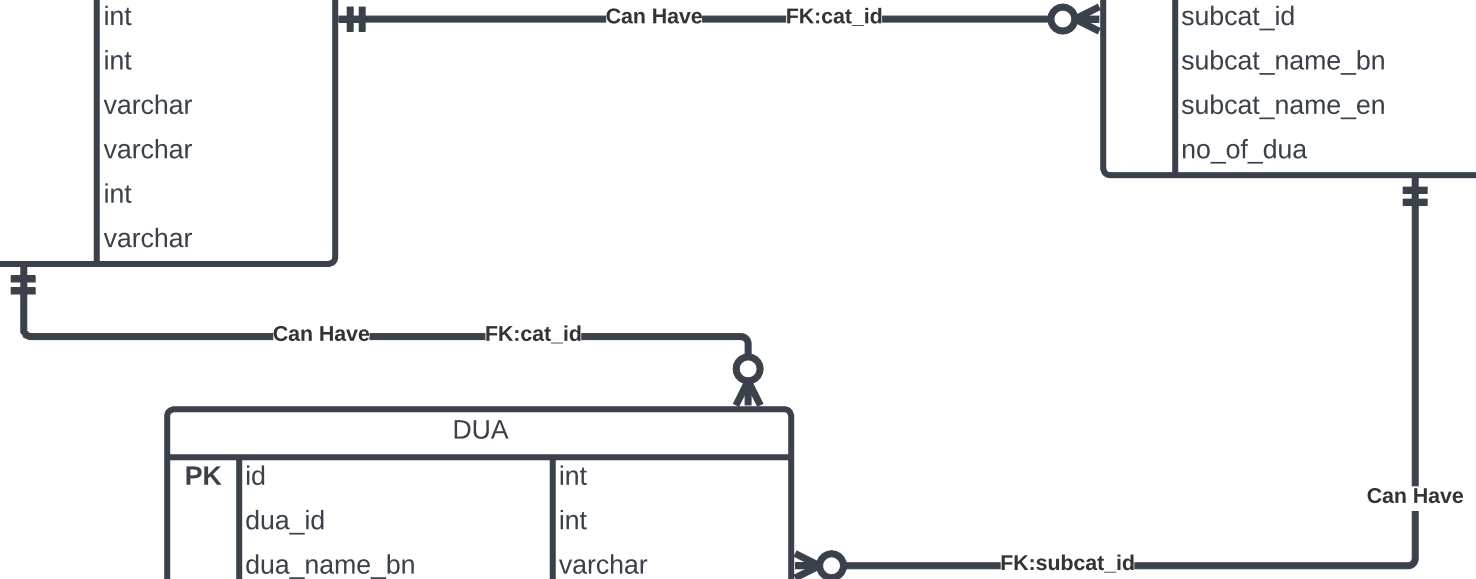 int
int
varchar
varchar
int
varchar
Can Have FK:cat_id
subcat_id
subcat_name_bn
subcat_name_en
no_of_dua
Can Have FK:cat_id
DUA
PK id int
dua_id int
dua_name_bn varchar
Can Have
FK:subcat_id